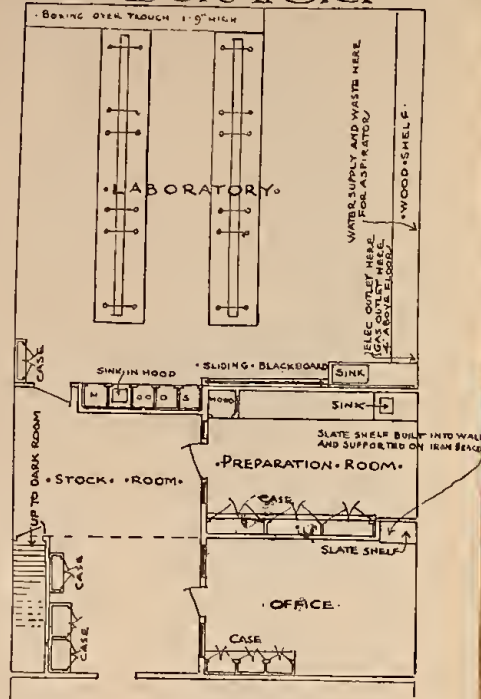 · BOXING OVER TROUGH 1'-9" HIGH
· LABORATORY ·
WATER SUPPLY AND WASTE HERE
FOR ASPIRATORS
· WOOD · SHELF ·
ELEC OUTLET HERE
GAS OUTLET HERE
4' ABOVE FLOOR
CASE
SINK IN HOOD
· SLIDING · BLACKBOARD
SINK
HOODS
HOOD
SINK
SLATE SHELF BUILT INTO WALL
AND SUPPORTED ON IRON
UP TO DARK ROOM
· STOCK · ROOM ·
· PREPARATION · ROOM ·
CASE
SLATE SHELF
CASE
· OFFICE ·
CASE
CASE